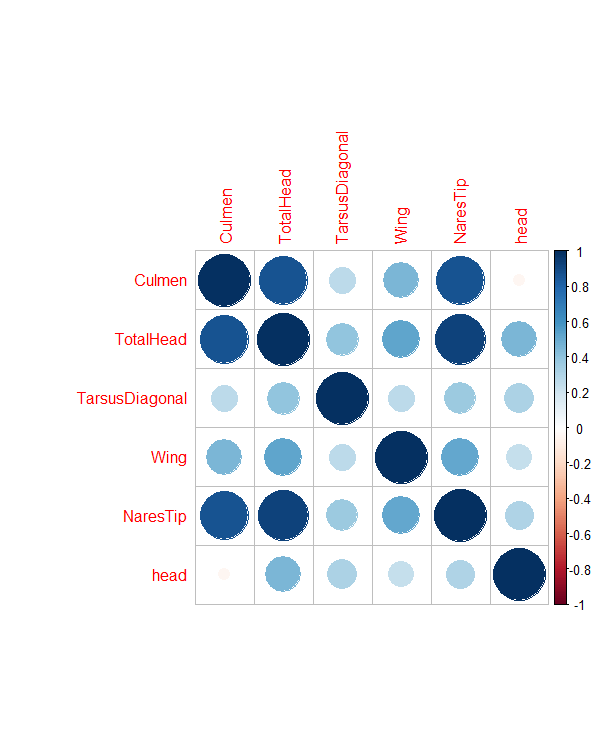 Culmen
TotalHead
TarsusDiagonal
Wing
NaresTip
head
Culmen
TotalHead
TarsusDiagonal
Wing
NaresTip
head
1
0.8
0.6
0.4
0.2
0
-0.2
-0.4
-0.6
-0.8
-1